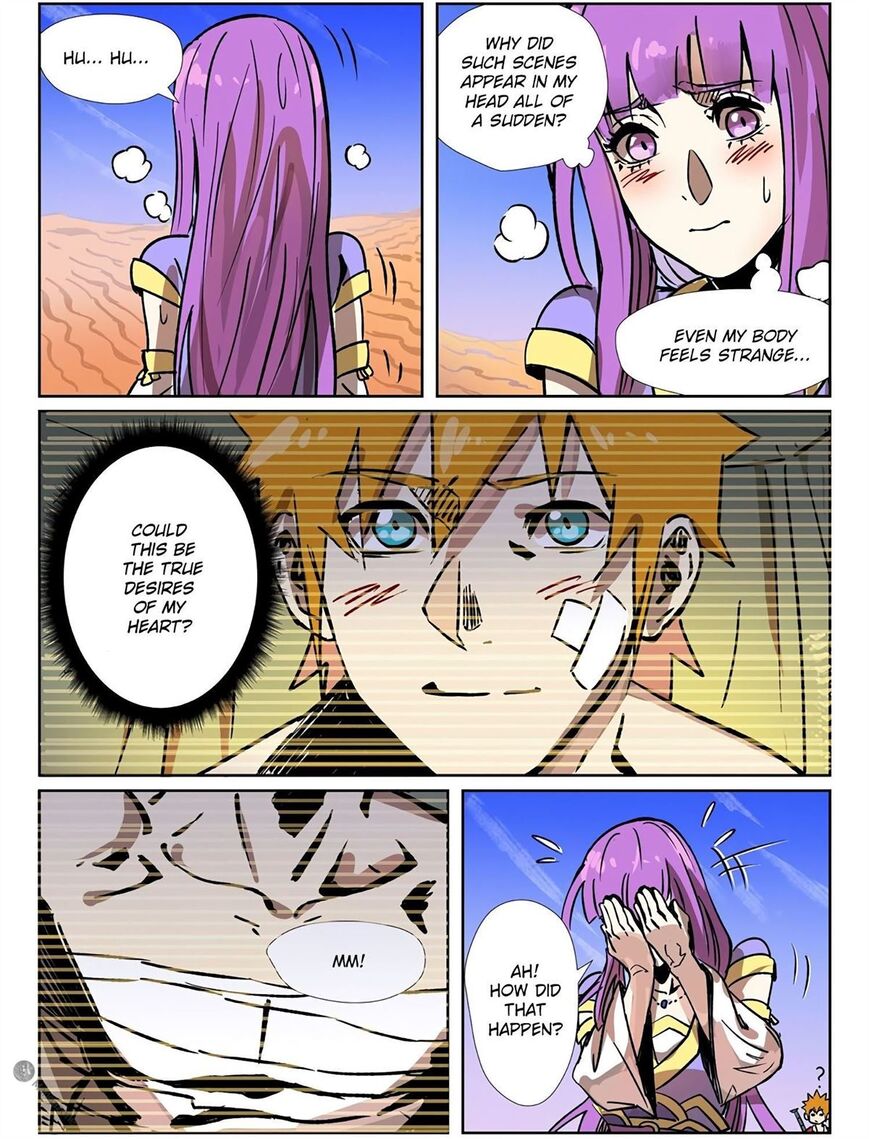 HU... HU...
WHY DID
SUCH SCENES
APPEAR IN MY
HEAD ALL OF
A SUDDEN?
EVEN MY BODY
FEELS STRANGE...
COULD
THIS BE
THE TRUE
DESIRES
OF MY
HEART?
MM!
AH!
HOW DID
THAT
HAPPEN?
?